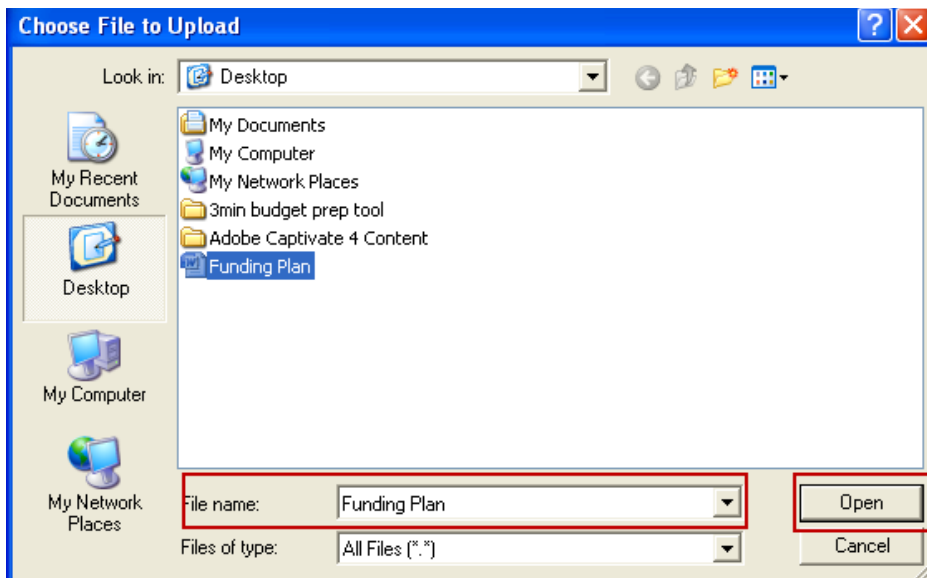 Choose File to Upload
Look in:
Desktop
My Recent
Documents
Desktop
My Computer
My Network
Places
My Documents
My Computer
My Network Places
3min budget prep tool
Adobe Captivate 4 Content
Funding Plan
File name:
Funding Plan
Open
Files of type:
All Files (*.*)
Cancel